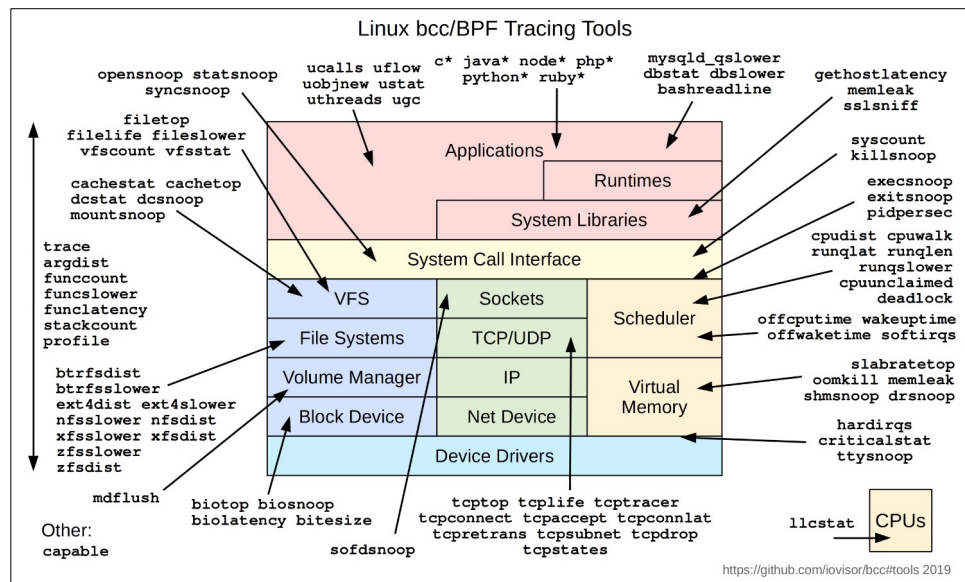 Linux bcc/BPF Tracing Tools
opensnoop statsnoop
syncsnoop
ucalls uflow
uobjnew ustat
uthreads ugc
c* java* node* php*
python* ruby*
mysqld_qslower
dbstat dbslower
bashreadline
gethostlatency
memleak
sslsniff
filetop
filelife fileslower
vfscount vfsstat
cachestat cachetop
dcstat dcsnoop
mountsnoop
trace
argdist
funccount
funcslower
funclatency
stackcount
profile
btrfsdist
btrfsslower
ext4dist ext4slower
nfsslower nfsdist
xfsslower xfsdist
zfsslower
zfsdist
mdflush
Other:
capable
Applications
Runtimes
System Libraries
System Call Interface
VFS
Sockets
Scheduler
File Systems
TCP/UDP
Volume Manager
IP
Virtual
Memory
Block Device
Net Device
Device Drivers
syscount
killsnoop
execsnoop
exitsnoop
pidpersec
cpudist cpuwalk
runqlat runqlen
runqslower
cpuunclaimed
deadlock
offcputime wakeuptime
offwaketime softirqs
slabratetop
oomkill memleak
shmsnoop drsnoop
hardirqs
criticalstat
ttysnoop
biotop biosnoop
biolatency bitesize
sofdsnoop
tcptop tcplife tcptracer
tcpconnect tcpaccept tcpconnlat
tcpretrans tcpsubnet tcpdrop
tcpstates
llcstat
CPUs
https://github.com/iovisor/bcc#tools 2019